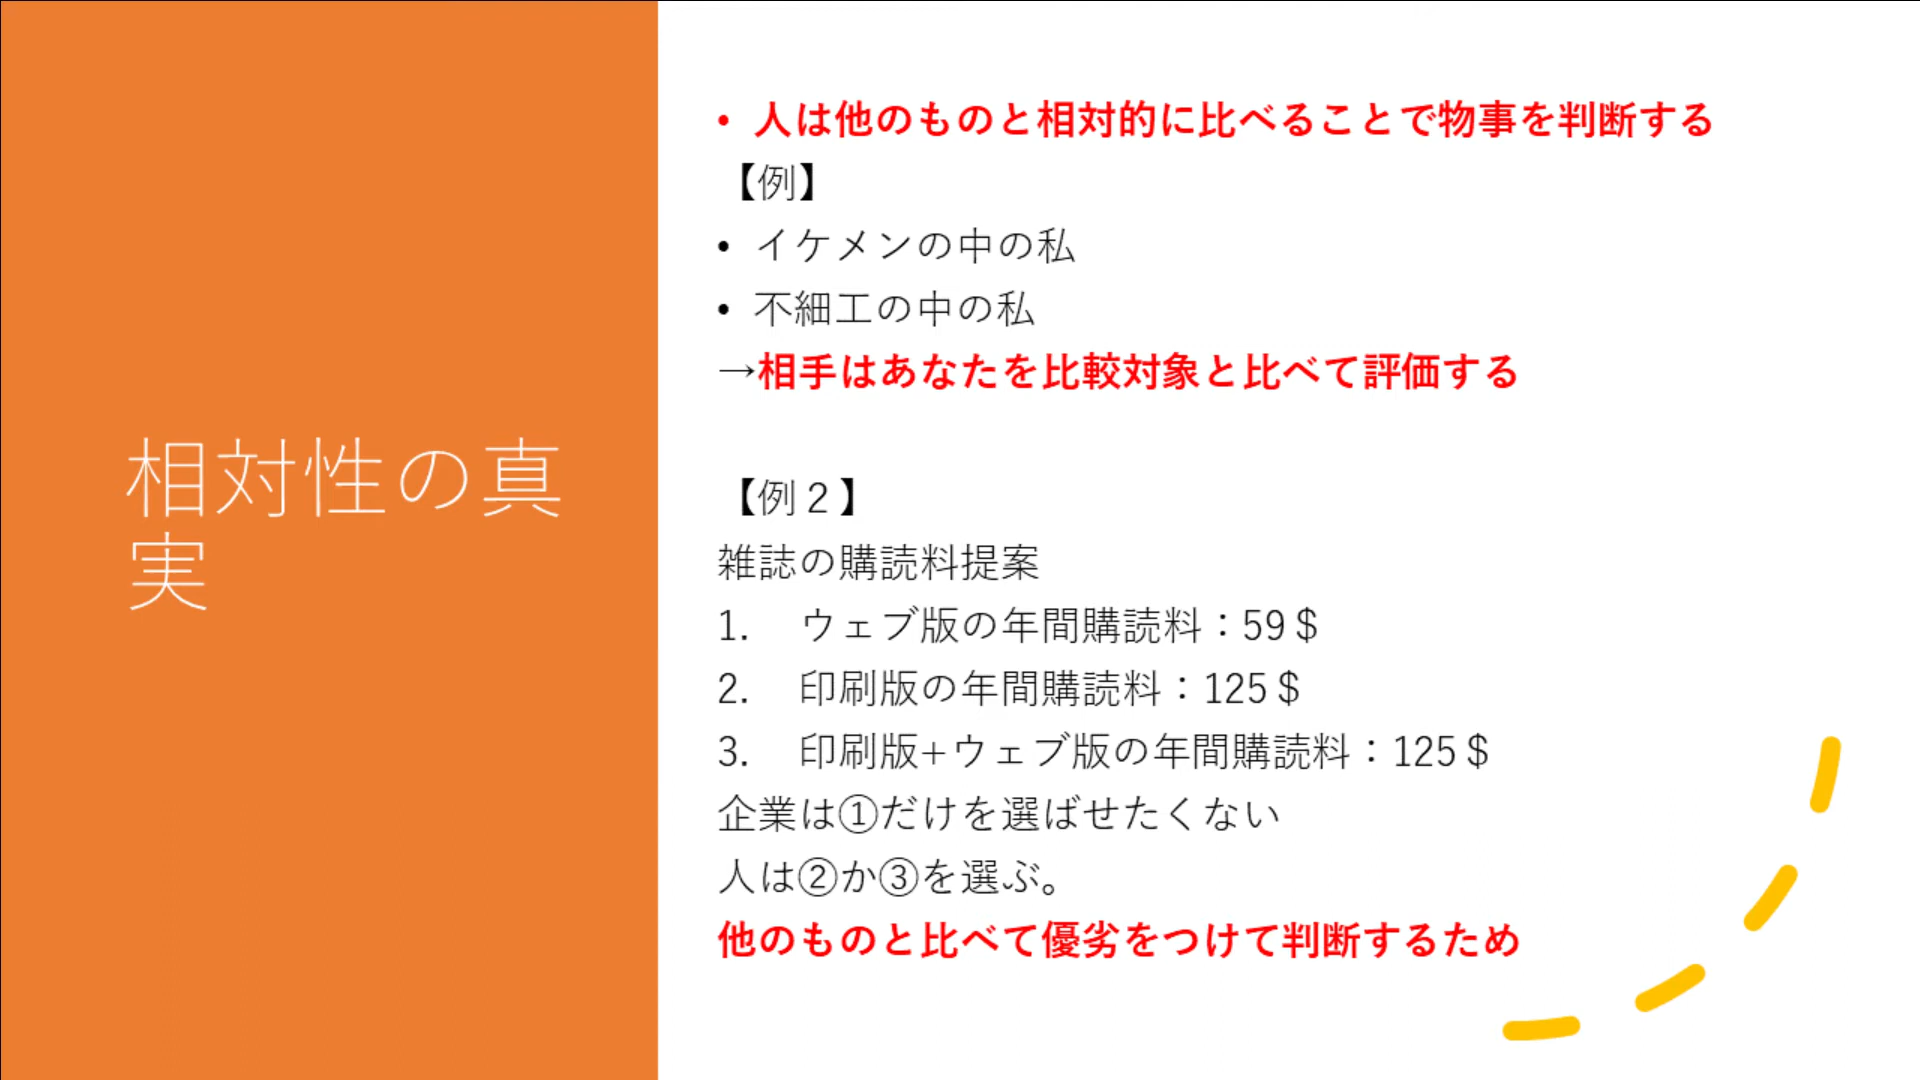 相対性の真
実
• 人は他のものと相対的に比べることで物事を判断する
【例】
• イケメンの中の私
• 不細工の中の私
→相手はあなたを比較対象と比べて評価する
【例２】
雑誌の購読料提案
1. ウェブ版の年間購読料：59＄
2. 印刷版の年間購読料：125＄
3. 印刷版+ウェブ版の年間購読料：125＄
企業は①だけを選ばせたくない
人は②か③を選ぶ。
他のものと比べて優劣をつけて判断するため